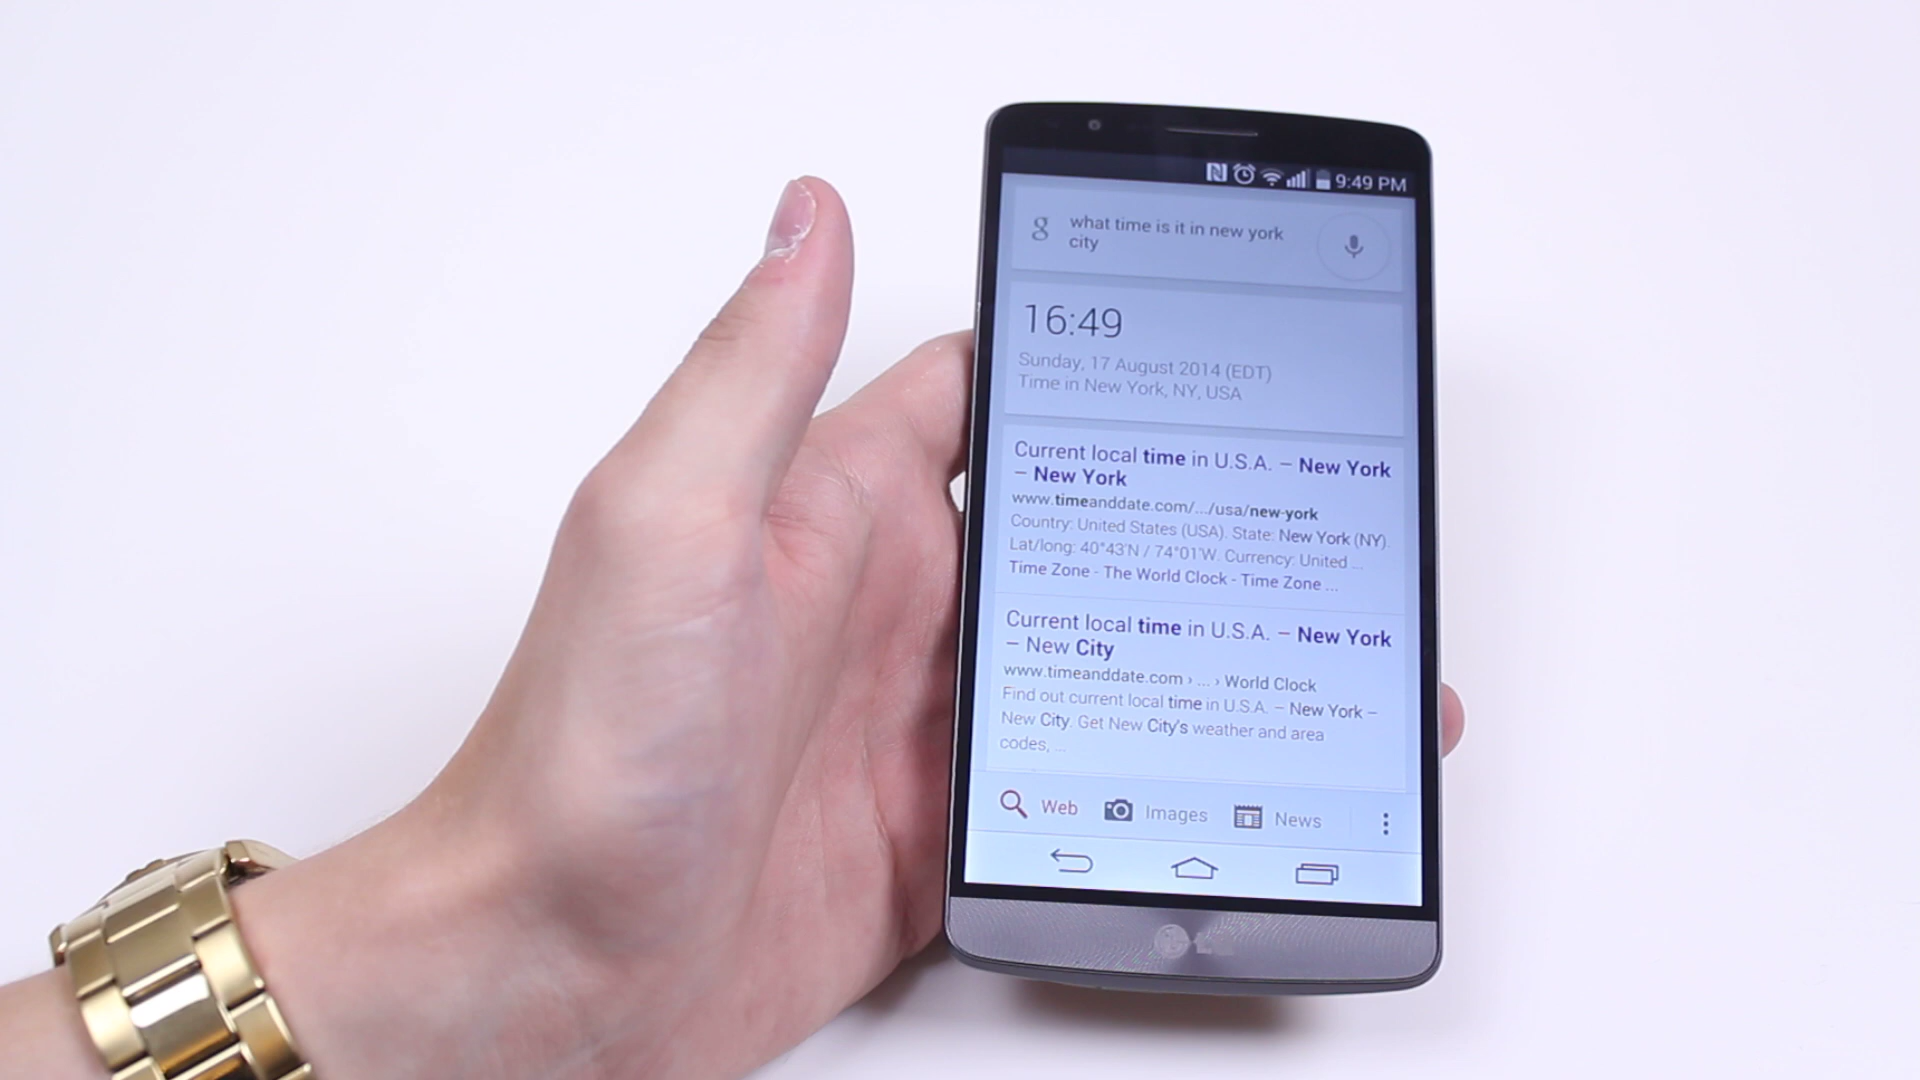 9:49 PM
g what time is it in new york
city
16:49
Sunday, 17 August 2014 (EDT)
Time in New York, NY, USA
Current local time in U.S.A. – New York
– New York
www.timeanddate.com/.../usa/new-york
Country: United States (USA). State: New York (NY).
Lat/long: 40°43'N / 74°01'W. Currency: United ...
Time Zone - The World Clock - Time Zone ...
Current local time in U.S.A. – New York
– New City
www.timeanddate.com › ... › World Clock
Find out current local time in U.S.A. – New York –
New City. Get New City's weather and area
codes, ...
Web Images News
LG